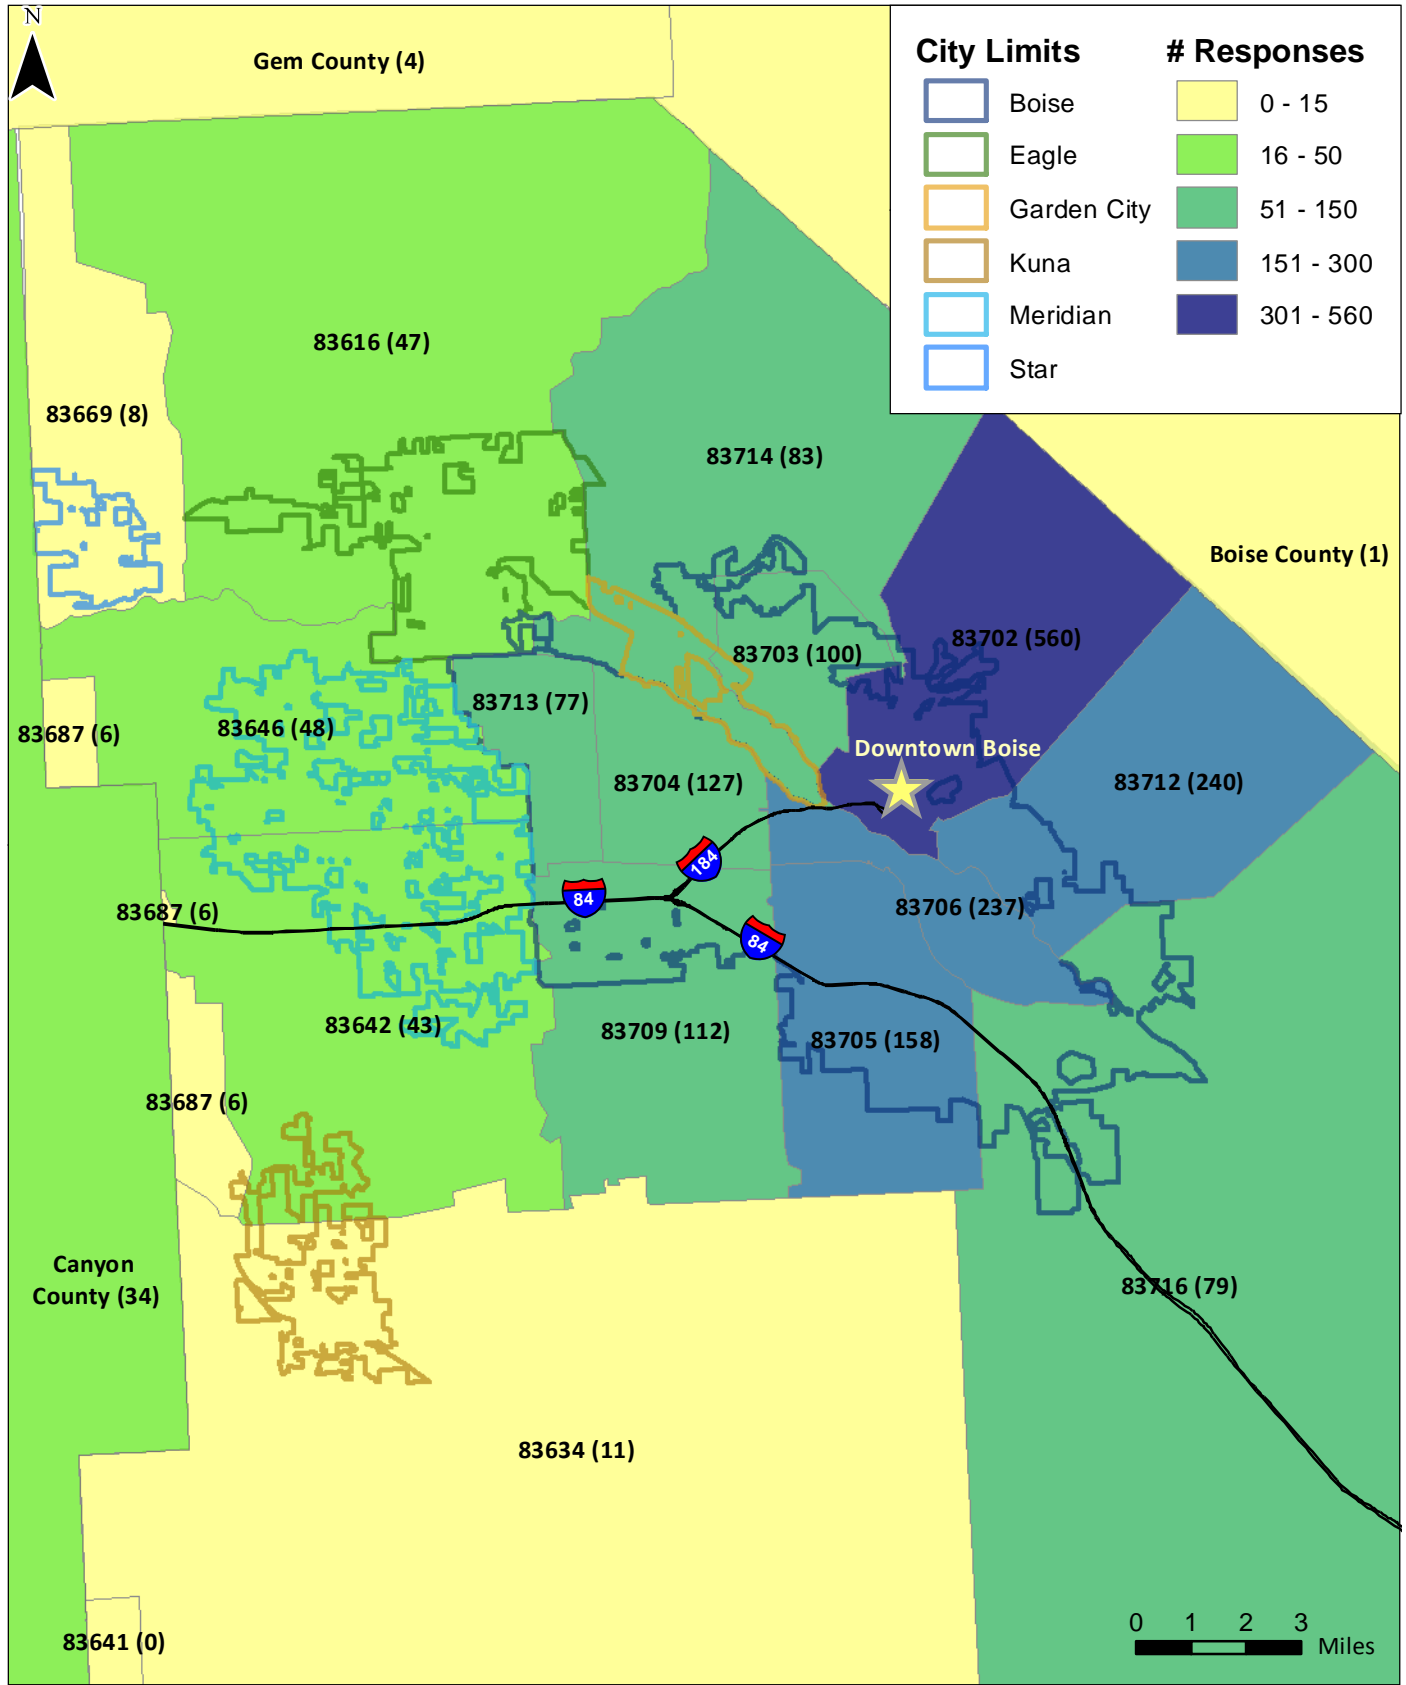 N
Gem County (4)
City Limits
# Responses
Boise
0 - 15
Eagle
16 - 50
Garden City
51 - 150
Kuna
151 - 300
Meridian
301 - 560
Star
83616 (47)
83669 (8)
83714 (83)
Boise County (1)
83702 (560)
83703 (100)
83713 (77)
83646 (48)
83687 (6)
Downtown Boise
83704 (127)
83712 (240)
184
84
83687 (6)
83706 (237)
84
83642 (43)
83709 (112)
83705 (158)
83687 (6)
Canyon
County (34)
83716 (79)
83634 (11)
83641 (0)
0 1 2 3
Miles